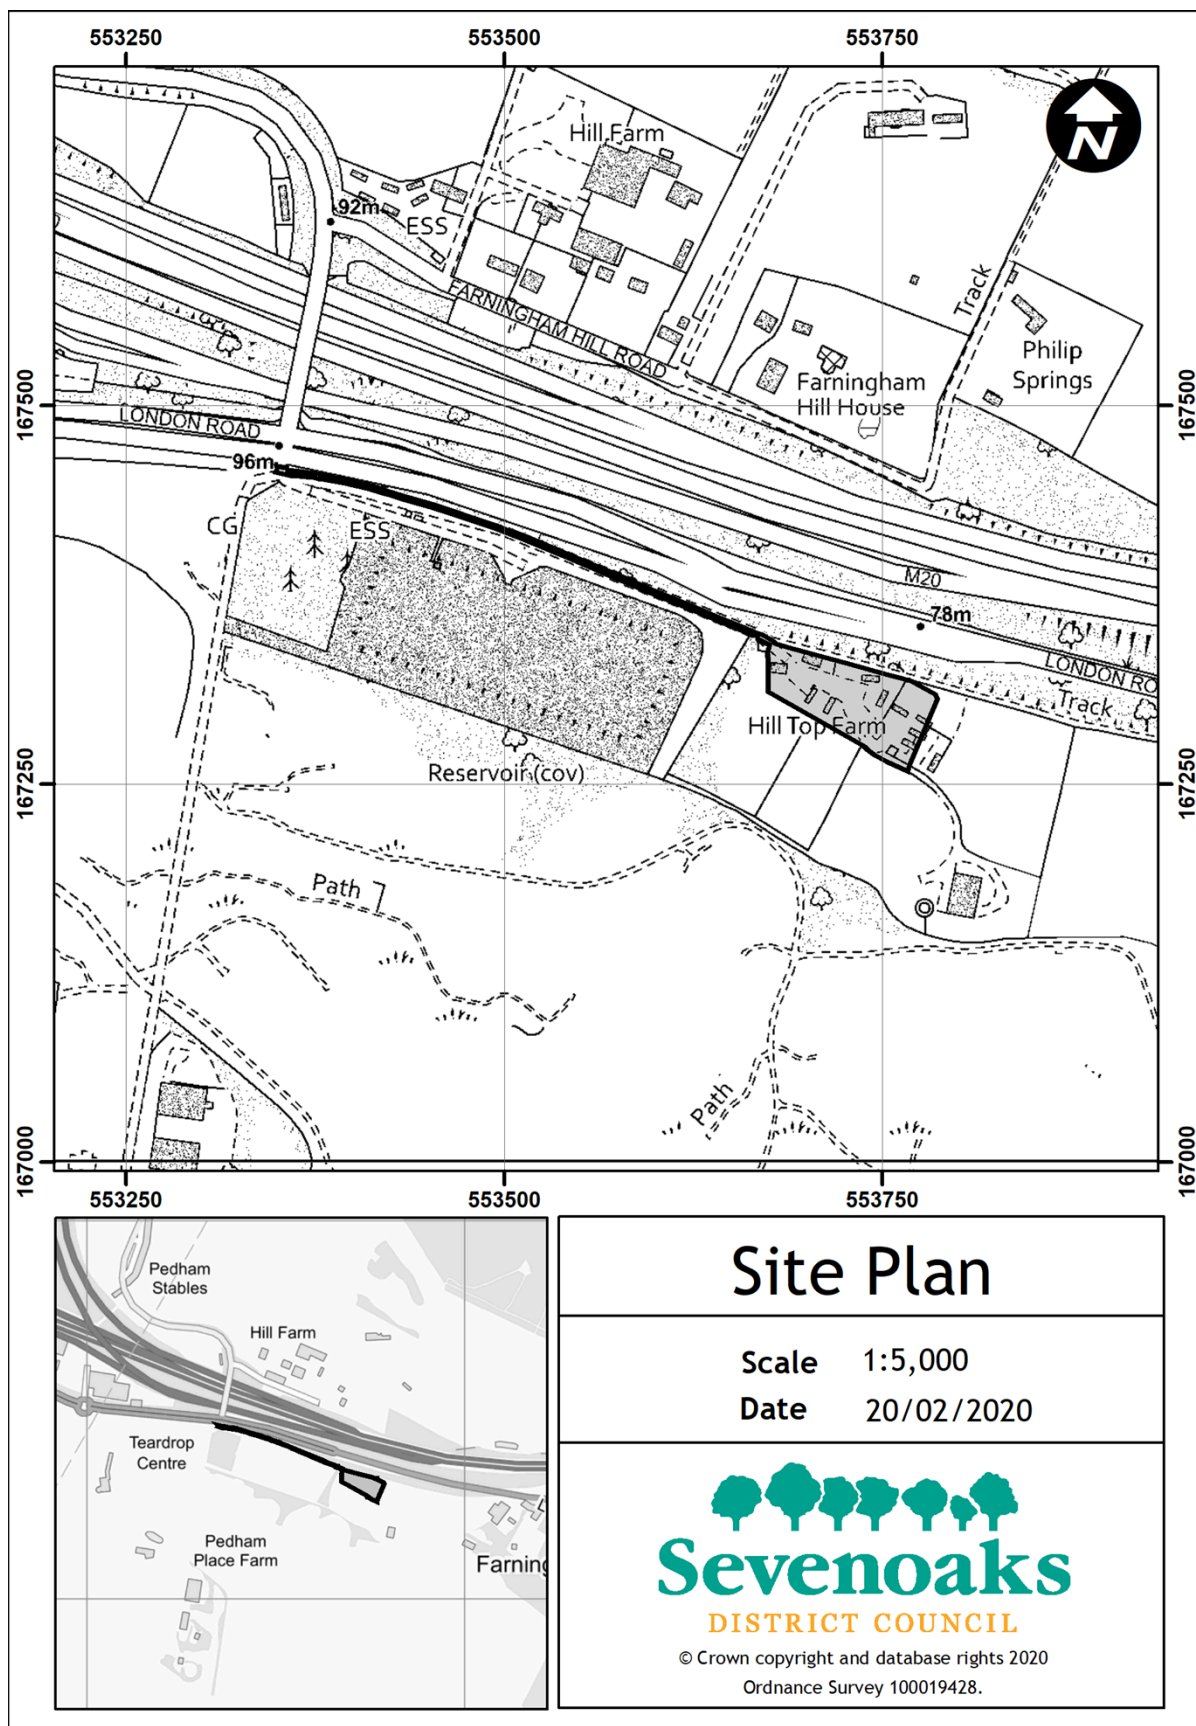 553250
553500
553750
Hill Farm
N
92m
ESS
FARNINGHAM HILL ROAD
Track
Philip
Springs
Farningham
Hill House
167500
167500
LONDON ROAD
96m
CG
ESS
M20
78m
LONDON RO
Track
Hill Top Farm
Reservoir (cov)
167250
167250
Path
Path
167000
167000
553250
553500
553750
Pedham
Stables
Hill Farm
Teardrop
Centre
Pedham
Place Farm
Farning
Site Plan
Scale 1:5,000
Date 20/02/2020
Sevenoaks
DISTRICT COUNCIL
© Crown copyright and database rights 2020
Ordnance Survey 100019428.